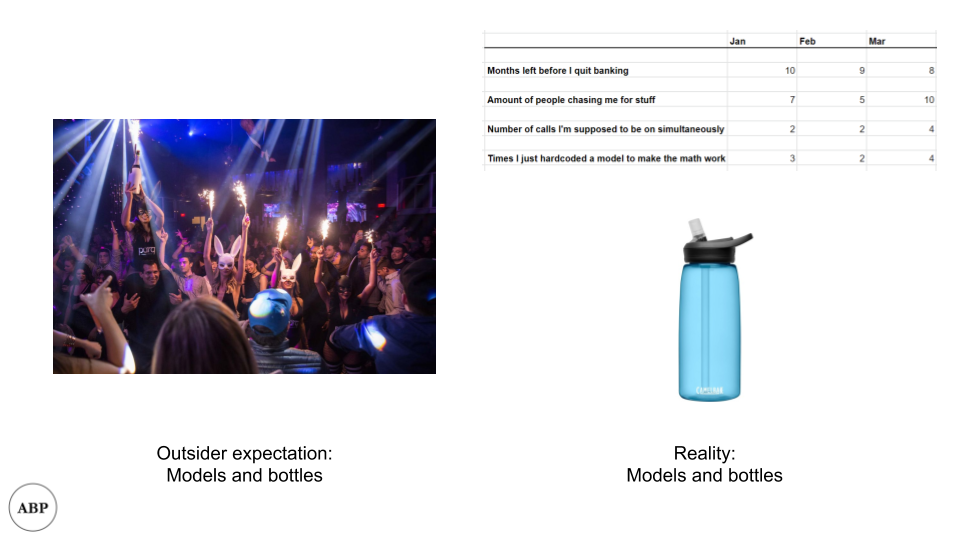 Jan Feb Mar
Months left before I quit banking 10 9 8
Amount of people chasing me for stuff 7 5 10
Number of calls I'm supposed to be on simultaneously 2 2 4
Times I just hardcoded a model to make the math work 3 2 4
CAMELBAK
Outsider expectation:
Models and bottles
Reality:
Models and bottles
ABP